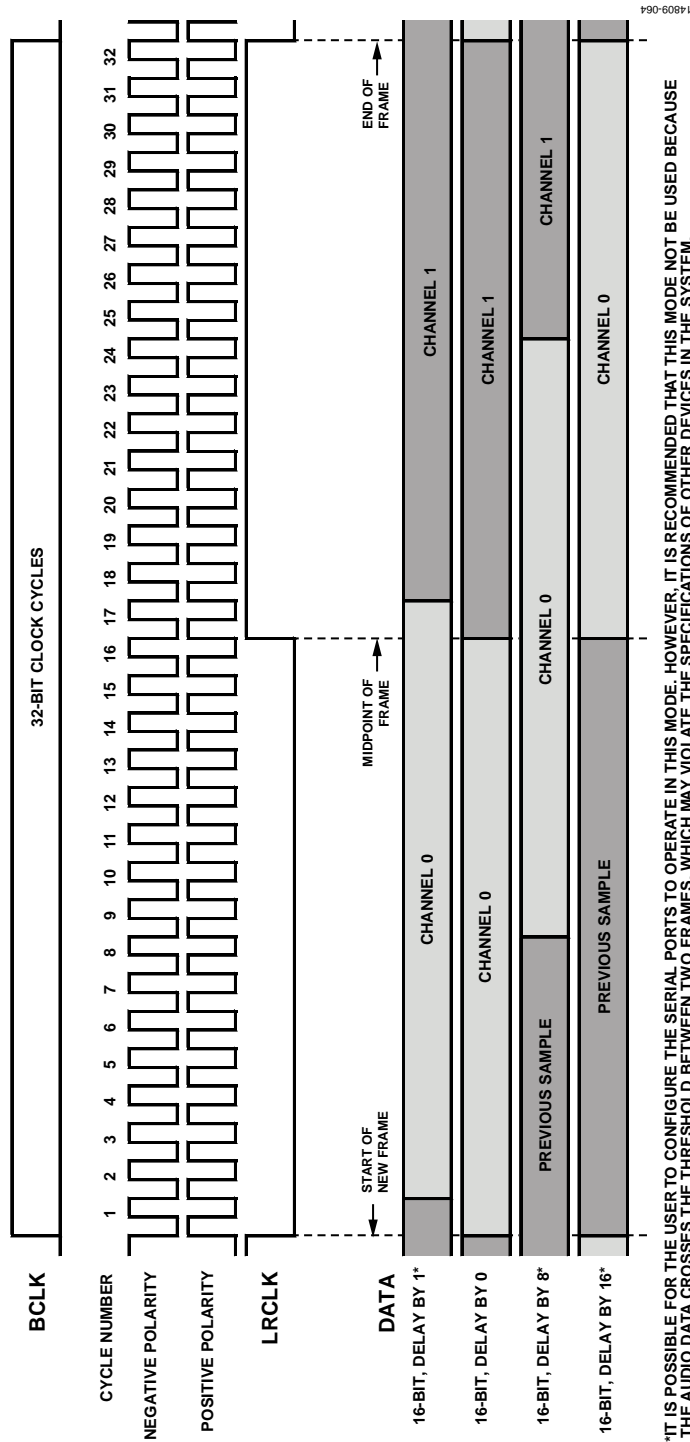 BCLK
32-BIT CLOCK CYCLES
CYCLE NUMBER
1 2 3 4 5 6 7 8 9 10 11 12 13 14 15 16 17 18 19 20 21 22 23 24 25 26 27 28 29 30 31 32
NEGATIVE POLARITY
POSITIVE POLARITY
LRCLK
START OF
NEW FRAME
MIDPOINT OF
FRAME
END OF
FRAME
DATA
16-BIT, DELAY BY 1*
CHANNEL 0
CHANNEL 1
16-BIT, DELAY BY 0
CHANNEL 0
CHANNEL 1
16-BIT, DELAY BY 8*
PREVIOUS SAMPLE
CHANNEL 0
CHANNEL 1
16-BIT, DELAY BY 16*
PREVIOUS SAMPLE
CHANNEL 0
*IT IS POSSIBLE FOR THE USER TO CONFIGURE THE SERIAL PORTS TO OPERATE IN THIS MODE. HOWEVER, IT IS RECOMMENDED THAT THIS MODE NOT BE USED BECAUSE
THE AUDIO DATA CROSSES THE THRESHOLD BETWEEN TWO FRAMES, WHICH MAY VIOLATE THE SPECIFICATIONS OF OTHER DEVICES IN THE SYSTEM.
14809-064